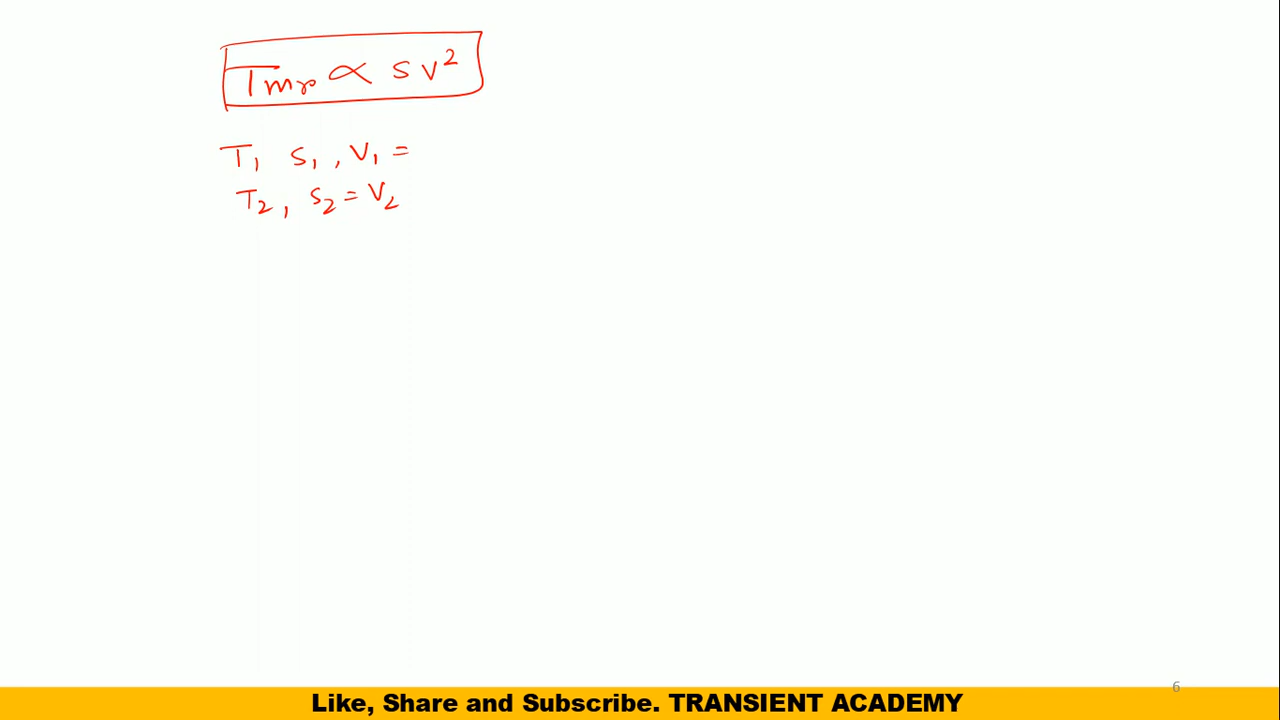 Tmr ∝ s v²
T₁ s₁ , v₁ =
T₂ , s₂ = v₂
6
Like, Share and Subscribe. TRANSIENT ACADEMY